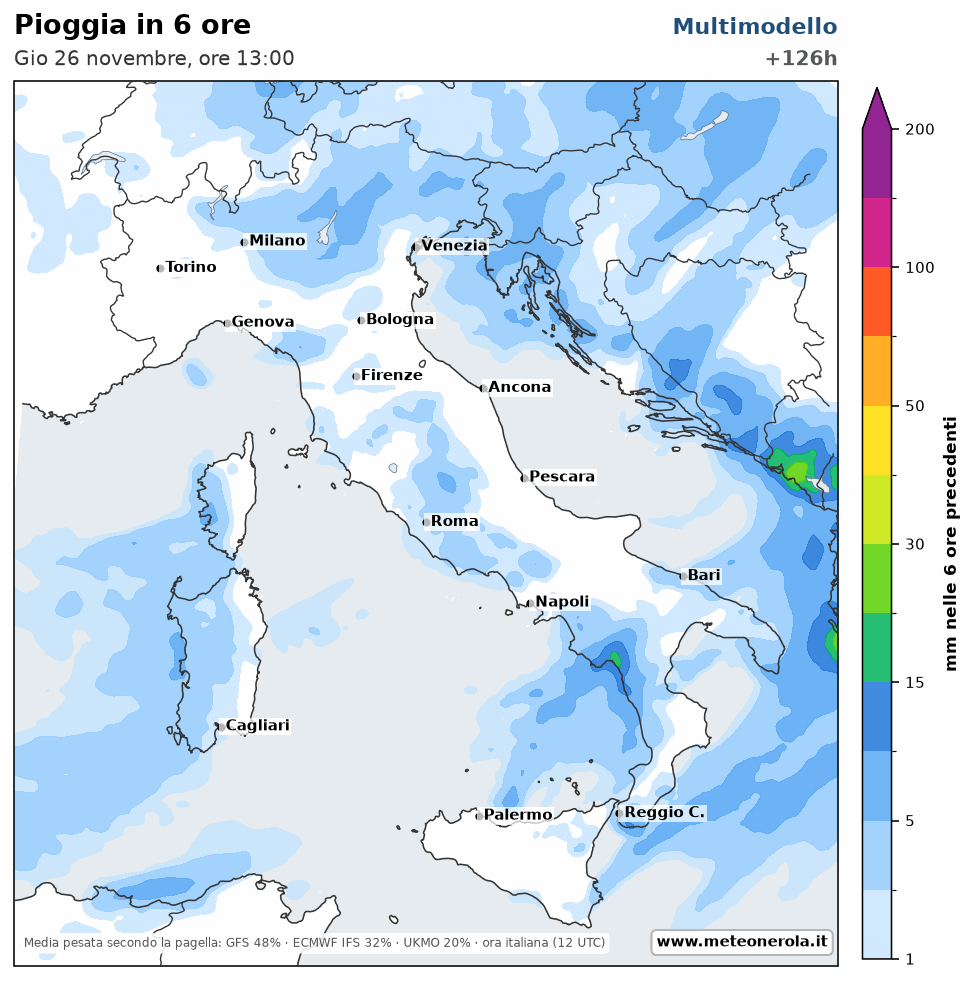 Pioggia in 6 ore
Multimodello
Gio 26 novembre, ore 13:00
+126h
Milano
Venezia
Torino
Genova
Bologna
Firenze
Ancona
Pescara
Roma
Bari
Napoli
Cagliari
Palermo
Reggio C.
200
100
50
30
15
5
1
mm nelle 6 ore precedenti
Media pesata secondo la pagella: GFS 48% · ECMWF IFS 32% · UKMO 20% · ora italiana (12 UTC)
www.meteonerola.it